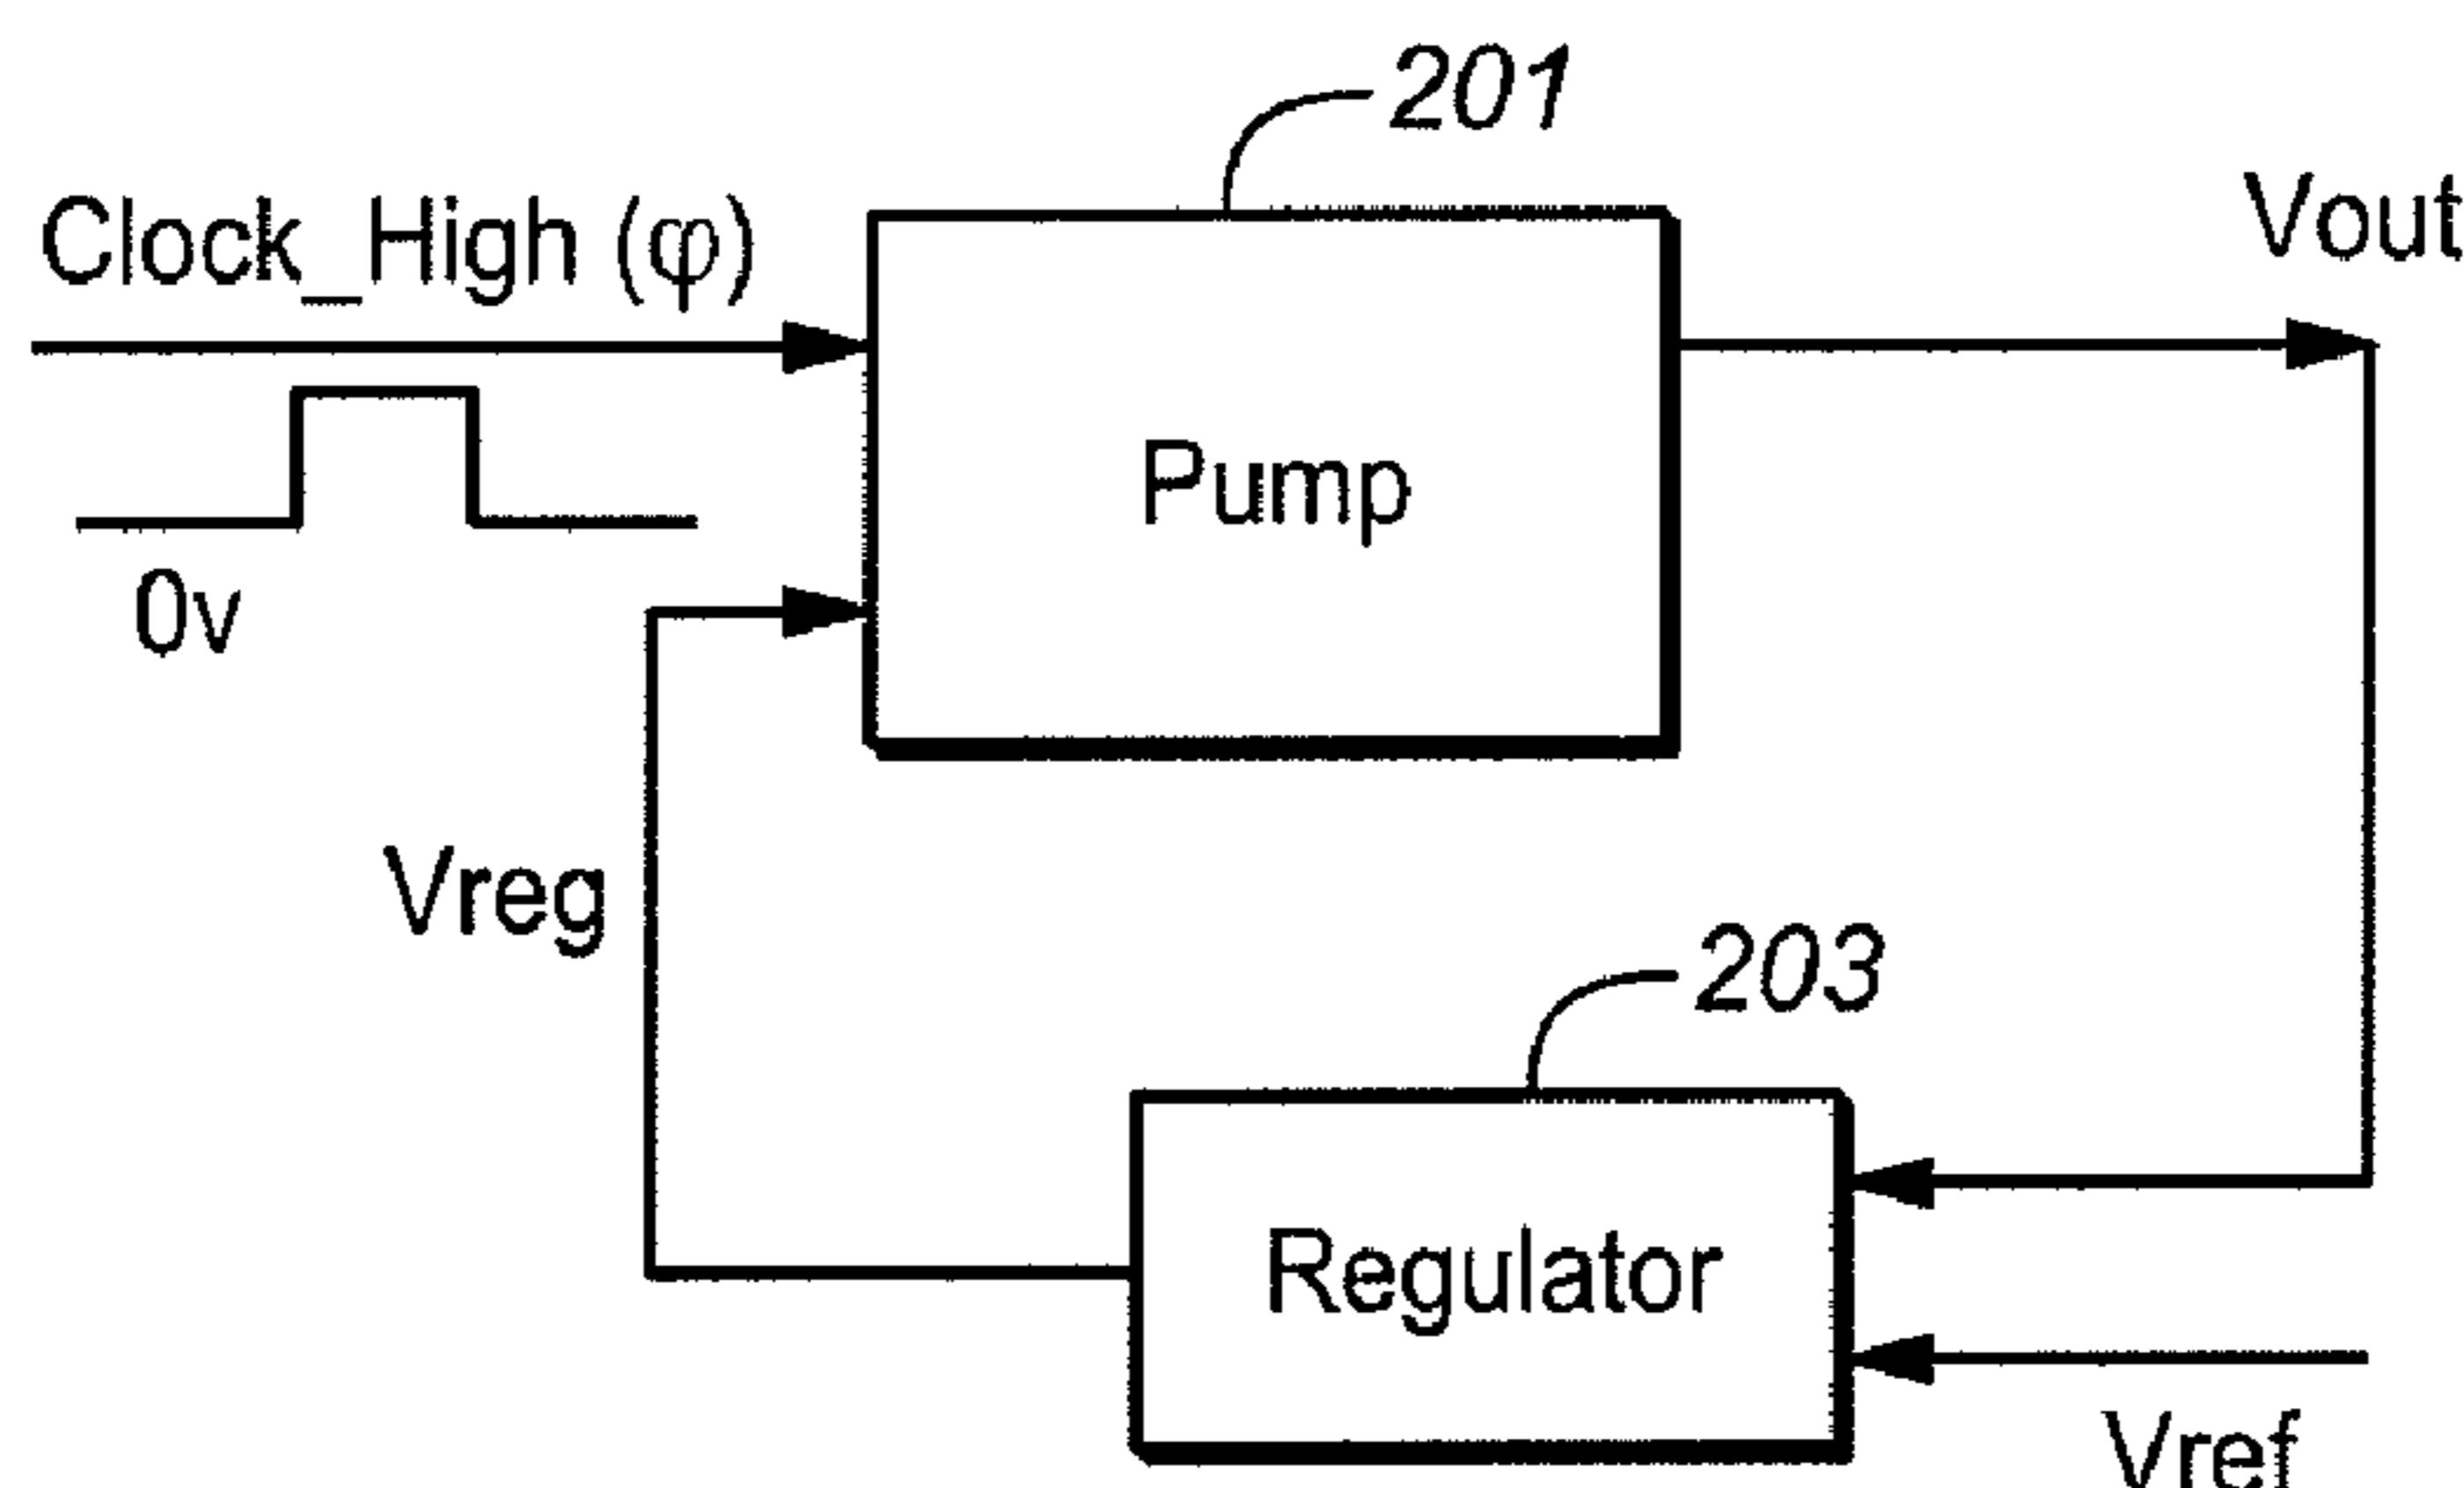 201
Clock_High (φ)
Vout
Pump
0v
Vreg
203
Regulator
Vref